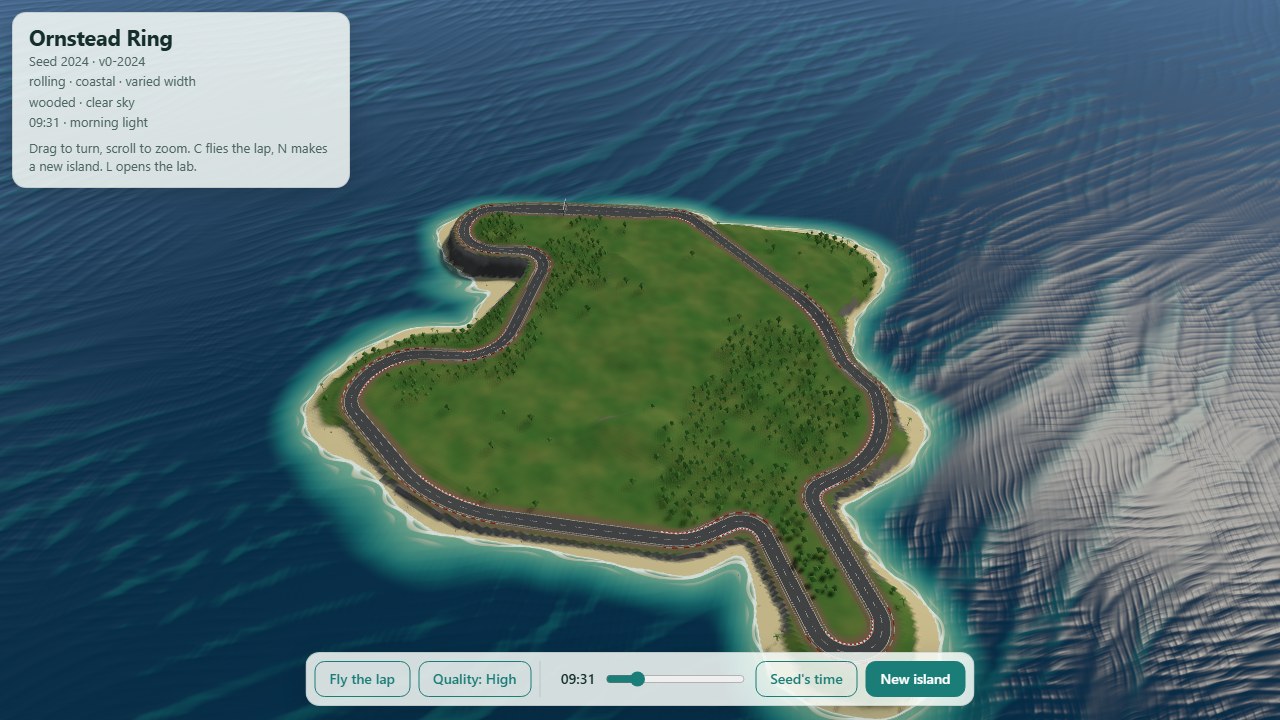 Ornstead Ring
Seed 2024 · v0-2024
rolling · coastal · varied width
wooded · clear sky
09:31 · morning light
Drag to turn, scroll to zoom. C flies the lap, N makes
a new island. L opens the lab.
Fly the lap
Quality: High
09:31
Seed's time
New island